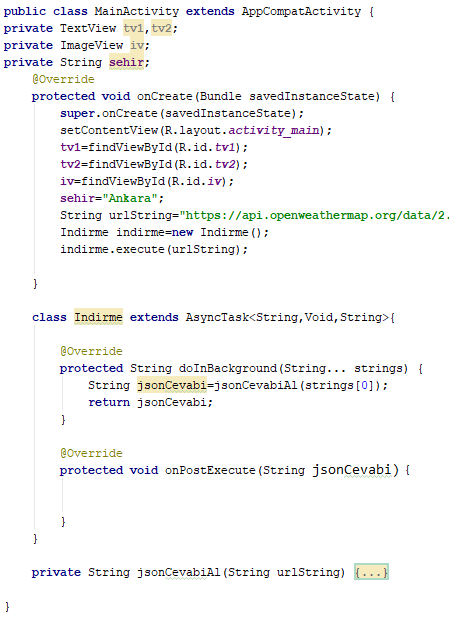 public class MainActivity extends AppCompatActivity {
private TextView tv1,tv2;
private ImageView iv;
private String sehir;
@Override
protected void onCreate(Bundle savedInstanceState) {
super.onCreate(savedInstanceState);
setContentView(R.layout.activity_main);
tv1=findViewById(R.id.tv1);
tv2=findViewById(R.id.tv2);
iv=findViewById(R.id.iv);
sehir="Ankara";
String urlString="https://api.openweathermap.org/data/2.
Indirme indirme=new Indirme();
indirme.execute(urlString);
}
class Indirme extends AsyncTask<String,Void,String>{
@Override
protected String doInBackground(String... strings) {
String jsonCevabi=jsonCevabiAl(strings[0]);
return jsonCevabi;
}
@Override
protected void onPostExecute(String jsonCevabi) {
}
}
private String jsonCevabiAl(String urlString) {...}
}